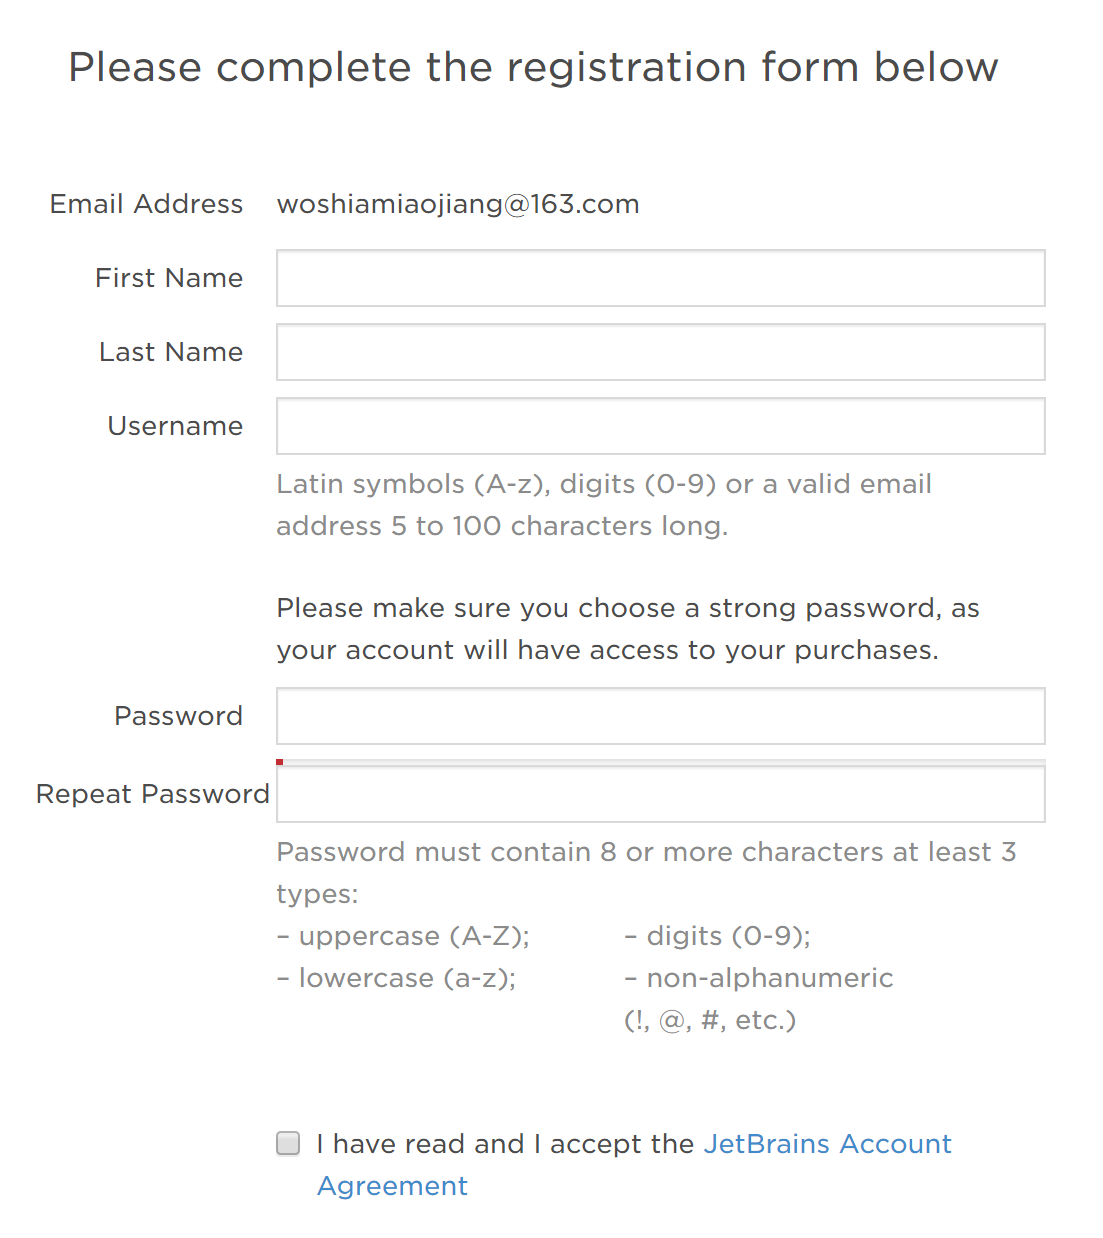 Please complete the registration form below
Email Address woshiamiaojiang@163.com
First Name
Last Name
Username
Latin symbols (A-z), digits (0-9) or a valid email
address 5 to 100 characters long.
Please make sure you choose a strong password, as
your account will have access to your purchases.
Password
Repeat Password
Password must contain 8 or more characters at least 3
types:
– uppercase (A-Z); – digits (0-9);
– lowercase (a-z); – non-alphanumeric
(!, @, #, etc.)
I have read and I accept the JetBrains Account
Agreement